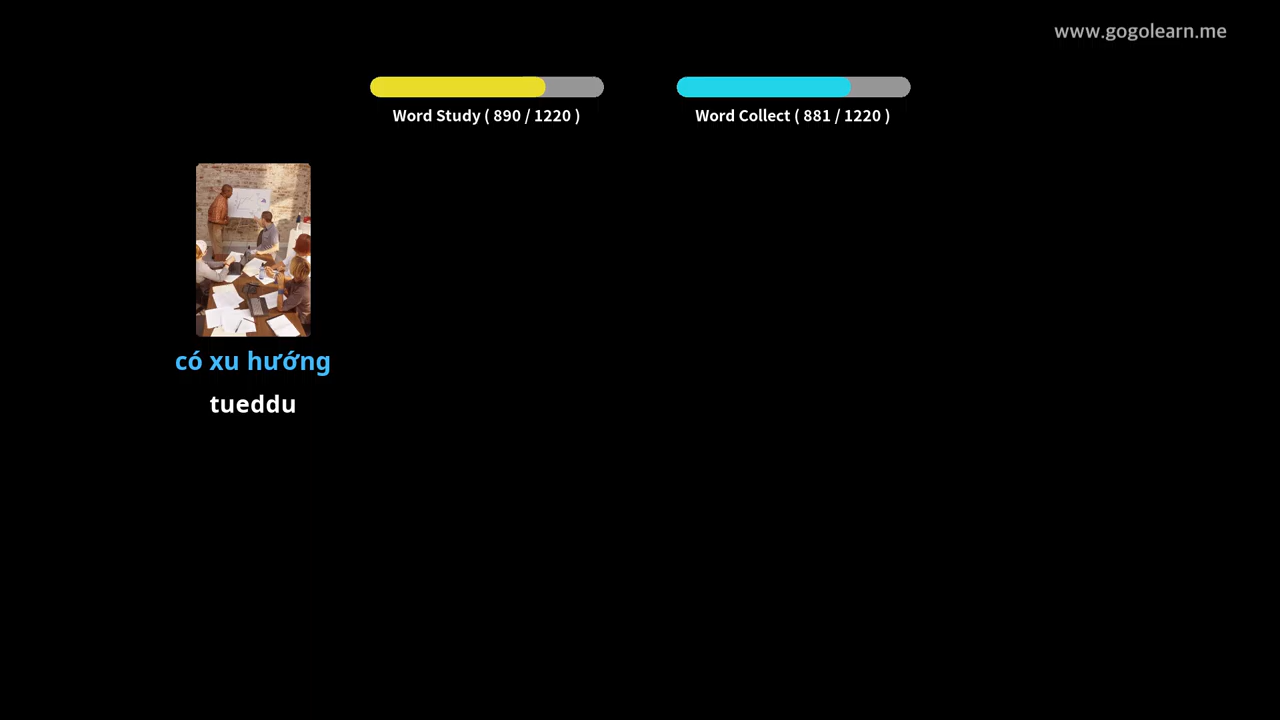 www.gogolearn.me
Word Study ( 890 / 1220 )
Word Collect ( 881 / 1220 )
có xu hướng
tueddu